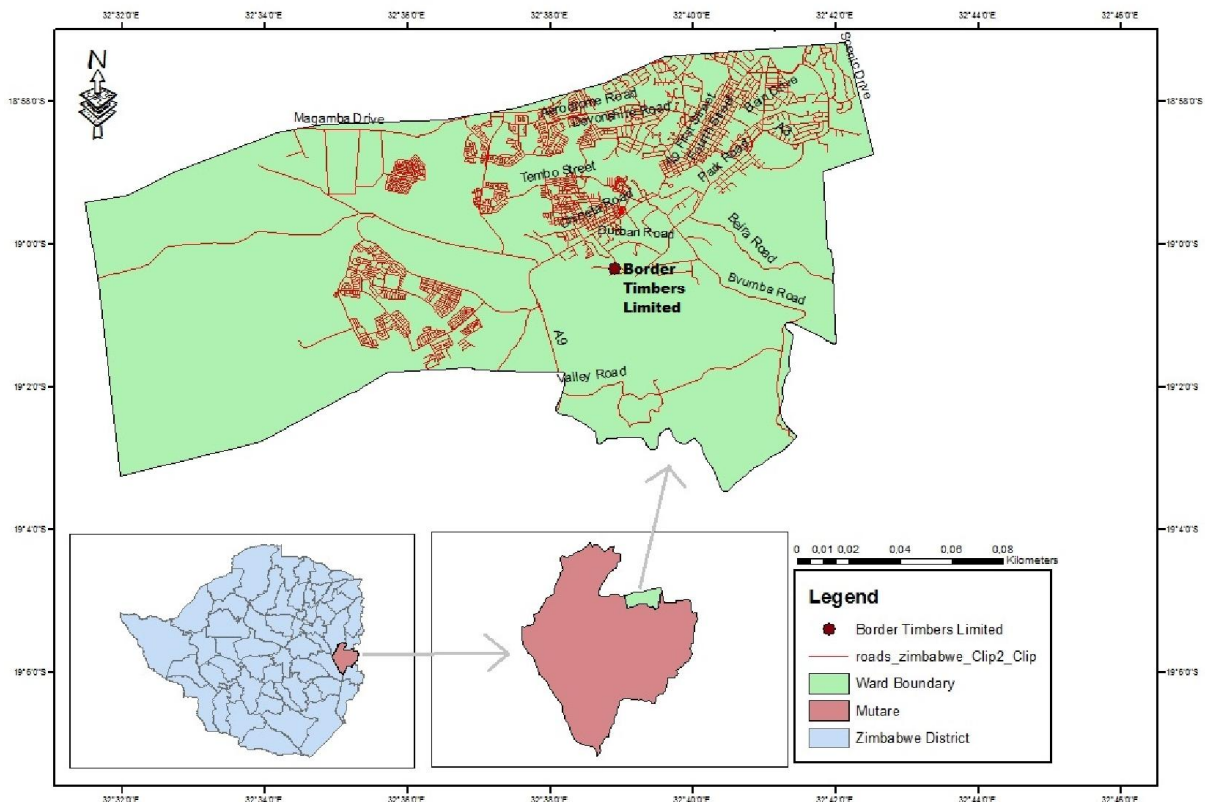 32°32'0"E 32°34'0"E 32°36'0"E 32°38'0"E 32°40'0"E 32°42'0"E 32°44'0"E 32°46'0"E
N
Scenic Drive
18°58'0"S
18°58'0"S
Aerodrome Road
Devonshire Road
Magamba Drive
A3
Park Road
Tembo Street
Durban Road
Beira Road
19°0'0"S
19°0'0"S
Border
Timbers
Limited
Bvumba Road
A9
Valley Road
19°2'0"S
19°2'0"S
19°4'0"S
19°4'0"S
0 0,01 0,02 0,04 0,06 0,08
Kilometers
Legend
Border Timbers Limited
roads_zimbabwe_Clip2_Clip
Ward Boundary
Mutare
Zimbabwe District
19°6'0"S
19°6'0"S
32°32'0"E 32°34'0"E 32°36'0"E 32°38'0"E 32°40'0"E 32°42'0"E 32°44'0"E 32°46'0"E